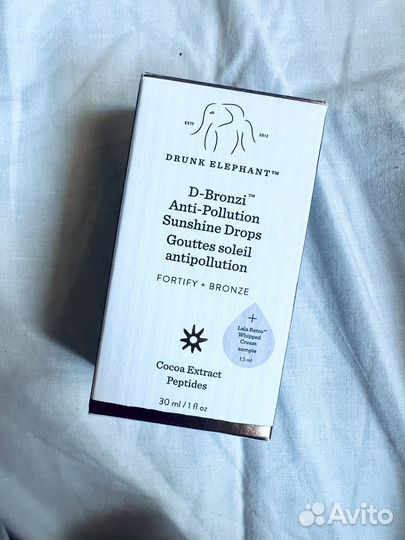 ESTD 2012
DRUNK ELEPHANT™
D-Bronzi™
Anti-Pollution
Sunshine Drops
Gouttes soleil
antipollution
FORTIFY + BRONZE
+
Lala Retro™
Whipped
Cream
sample
1,5 ml
Cocoa Extract
Peptides
30 ml / 1 fl oz
Avito